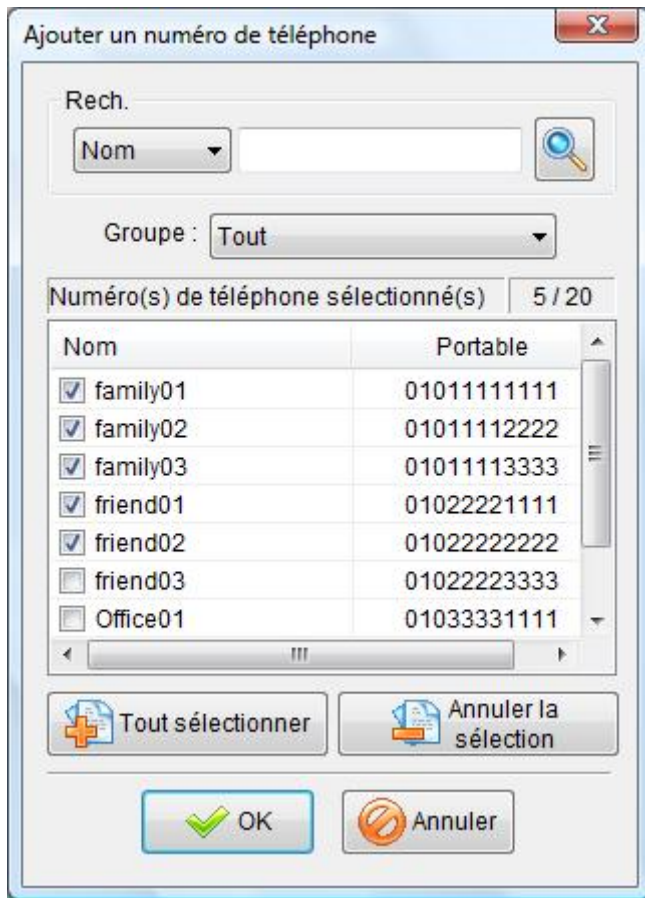 Ajouter un numéro de téléphone
Rech.
Nom
Groupe : Tout
Numéro(s) de téléphone sélectionné(s) 5 / 20
Nom Portable
family01 01011111111
family02 01011112222
family03 01011113333
friend01 01022221111
friend02 01022222222
friend03 01022223333
Office01 01033331111
Tout sélectionner
Annuler la
sélection
OK Annuler